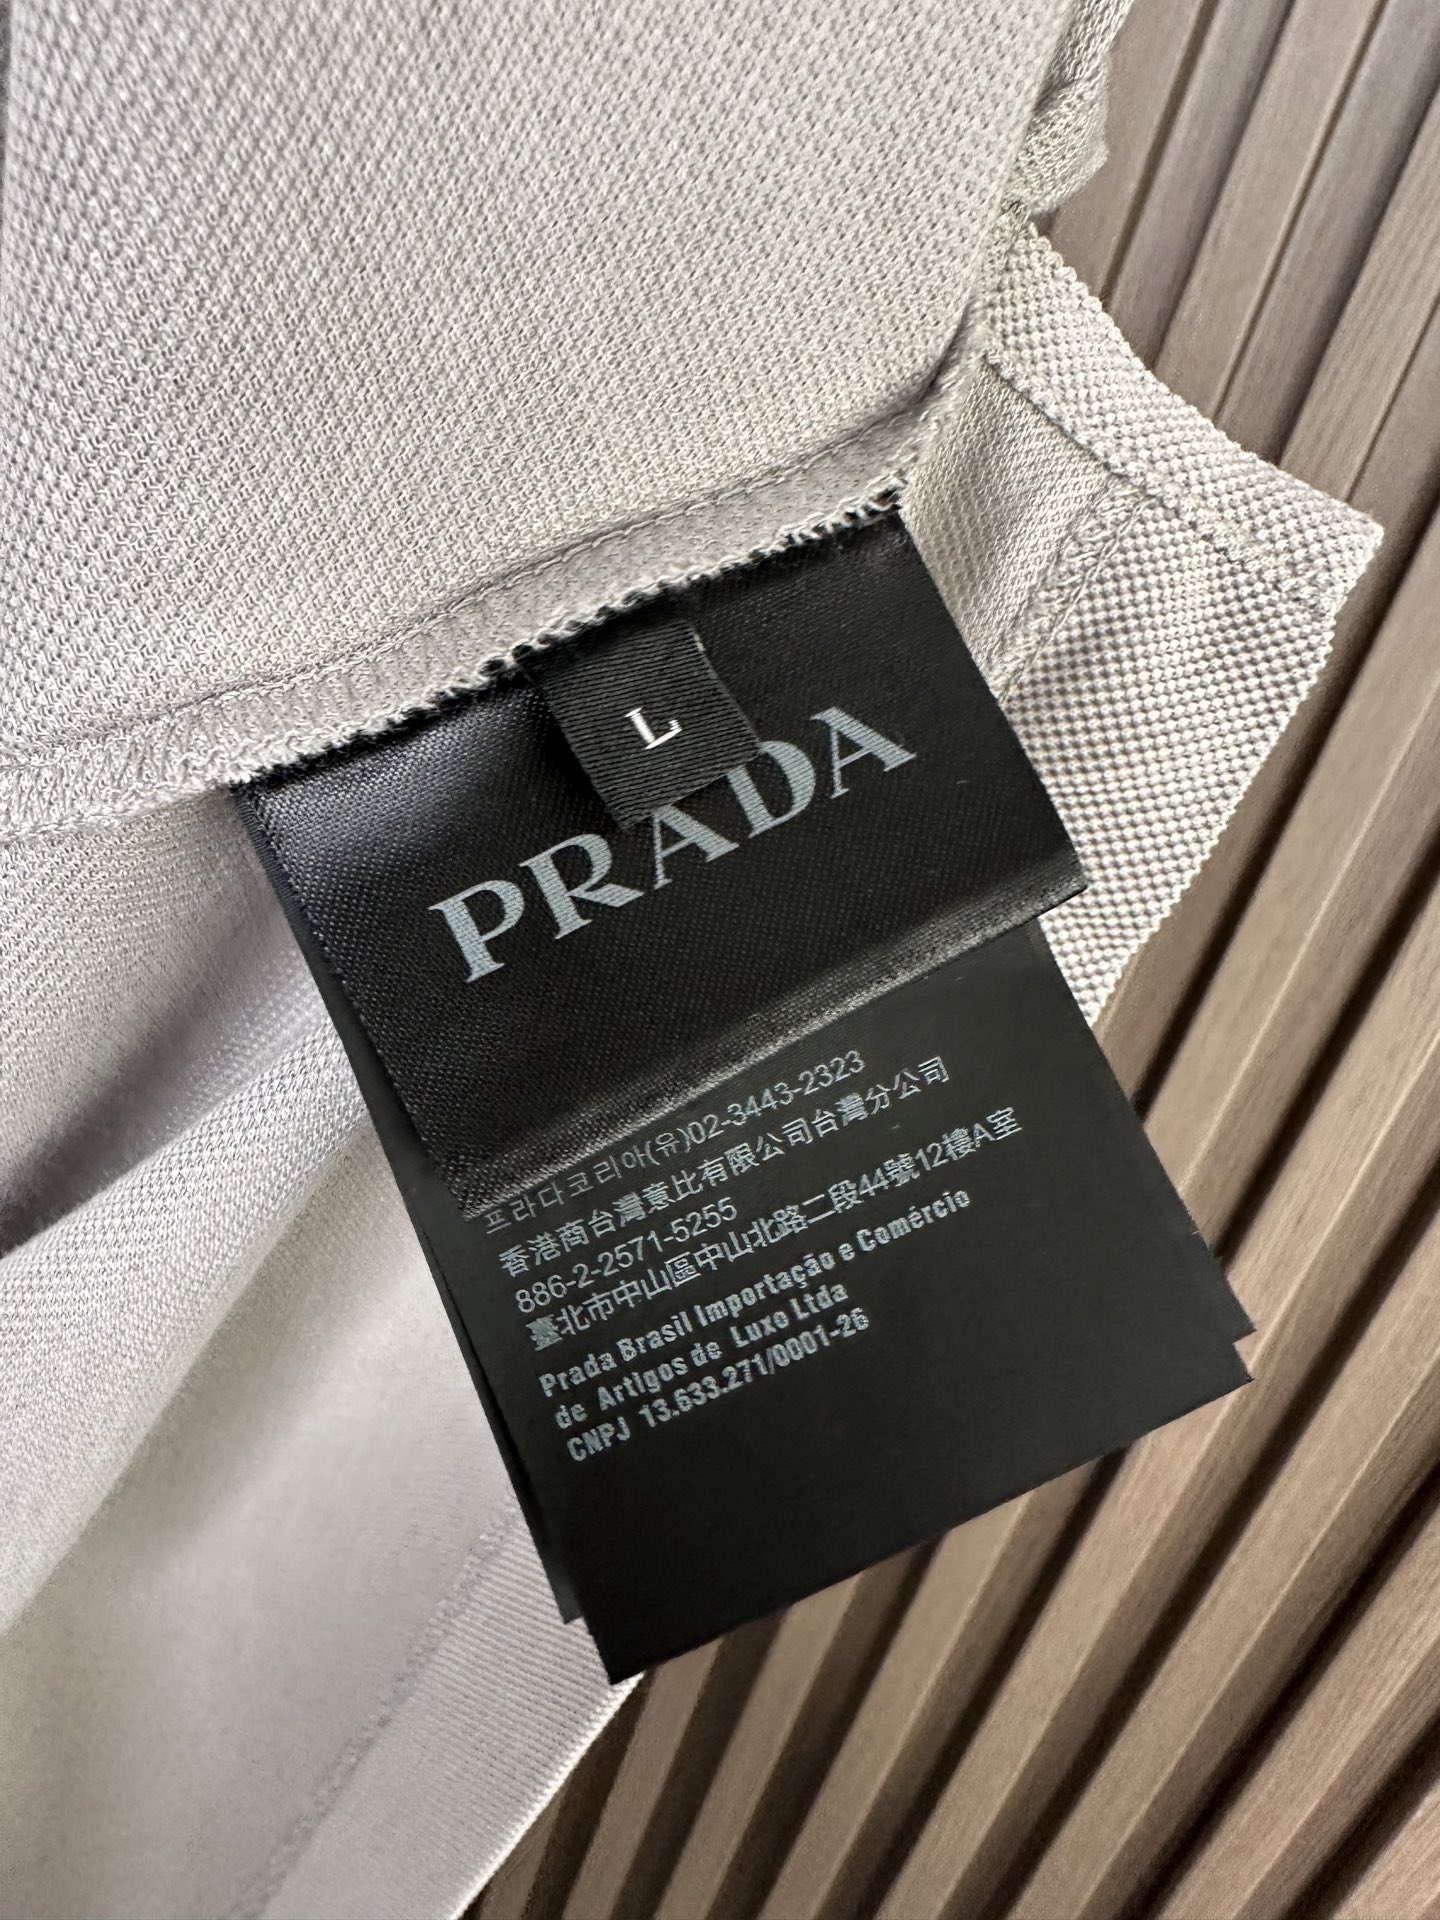 L
PRADA
프라다코리아(유)02-3443-2323
香港商台灣意比有限公司台灣分公司
886-2-2571-5255
臺北市中山區中山北路二段44號12樓A室
Prada Brasil Importação e Comércio
de Artigos de Luxo Ltda
CNPJ 13.633.271/0001-26